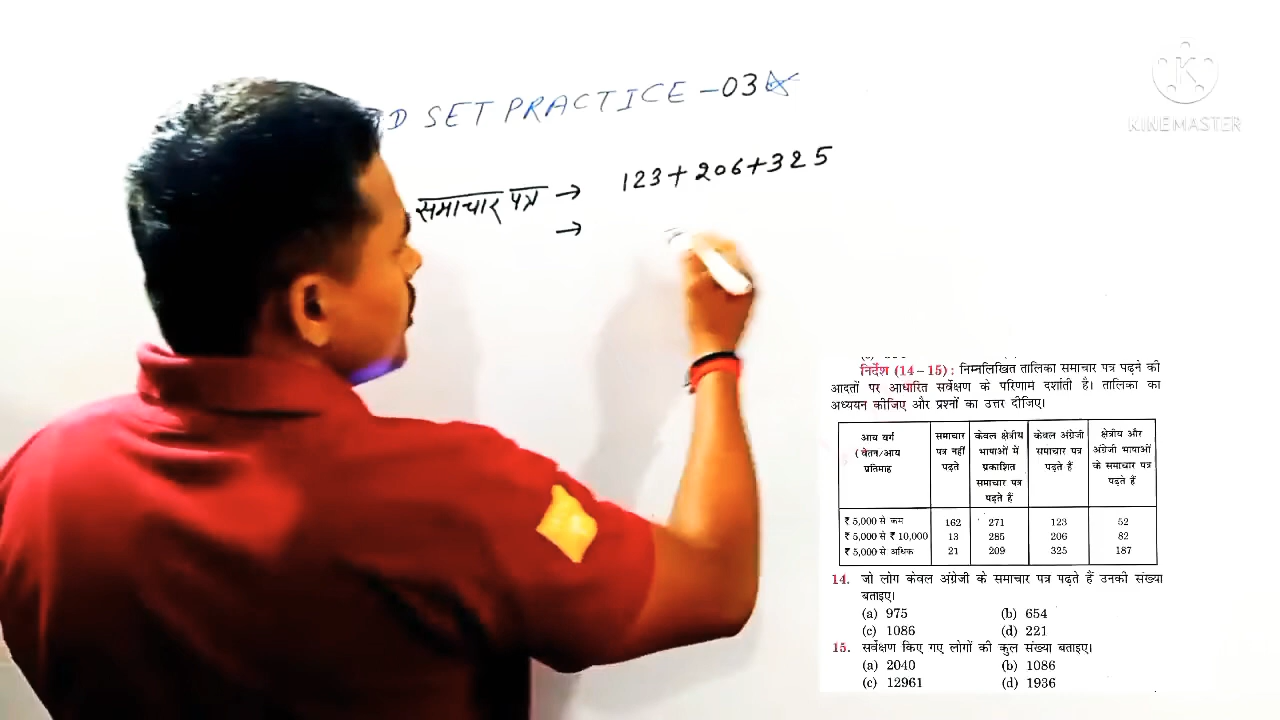 D SET PRACTICE - 03
KINEMASTER
समाचार पत्र → 123 + 206 + 325
→
निर्देश (14 – 15) : निम्नलिखित तालिका समाचार पत्र पढ़ने की
आदतों पर आधारित सर्वेक्षण के परिणाम दर्शाती है। तालिका का
अध्ययन कीजिए और प्रश्नों का उत्तर दीजिए।
आय वर्ग (वेतन/आय प्रतिमाह | समाचार पत्र नहीं पढ़ते | केवल क्षेत्रीय भाषाओं में प्रकाशित समाचार पत्र पढ़ते हैं | केवल अंग्रेजी समाचार पत्र पढ़ते हैं | क्षेत्रीय और अंग्रेजी भाषाओं के समाचार पत्र पढ़ते हैं
₹ 5,000 से कम 162 271 123 52
₹ 5,000 से ₹ 10,000 13 285 206 82
₹ 5,000 से अधिक 21 209 325 187
14. जो लोग केवल अंग्रेजी के समाचार पत्र पढ़ते हैं उनकी संख्या
बताइए।
(a) 975 (b) 654
(c) 1086 (d) 221
15. सर्वेक्षण किए गए लोगों की कुल संख्या बताइए।
(a) 2040 (b) 1086
(c) 12961 (d) 1936